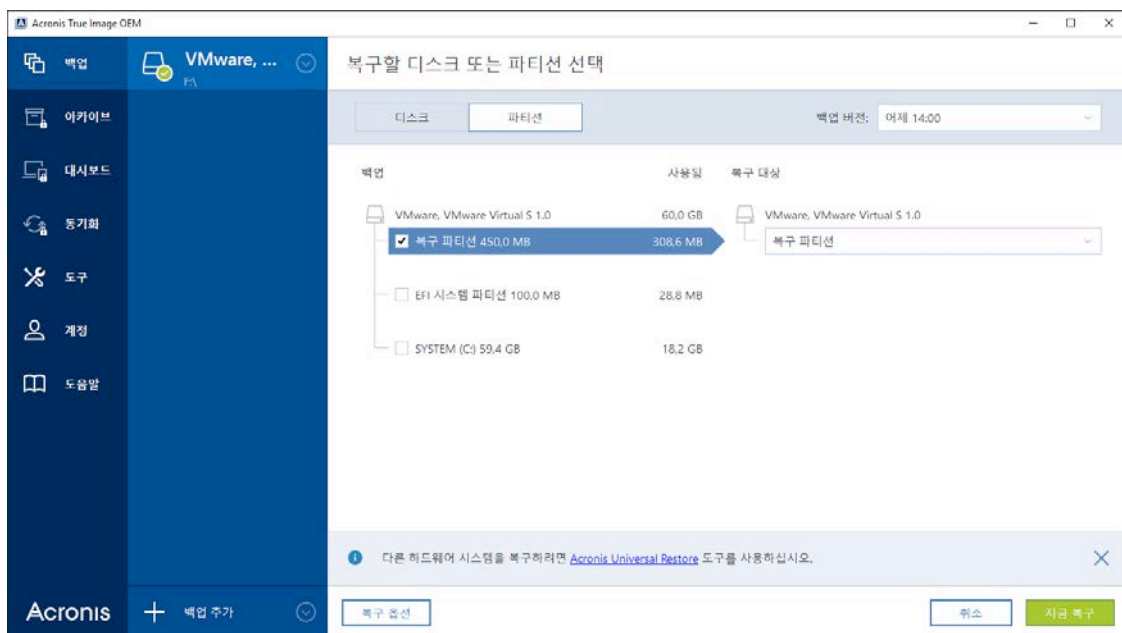 Acronis True Image OEM
백업
VMware, ...
F:\
복구할 디스크 또는 파티션 선택
아카이브
디스크
파티션
백업 버전:
어제 14:00
대시보드
백업
사용됨
복구 대상
동기화
VMware, VMware Virtual S 1.0
60,0 GB
VMware, VMware Virtual S 1.0
복구 파티션 450,0 MB
308,6 MB
복구 파티션
도구
EFI 시스템 파티션 100,0 MB
28,8 MB
계정
SYSTEM (C:) 59,4 GB
18,2 GB
도움말
다른 하드웨어 시스템을 복구하려면 Acronis Universal Restore 도구를 사용하십시오.
Acronis
백업 추가
복구 옵션
취소
지금 복구